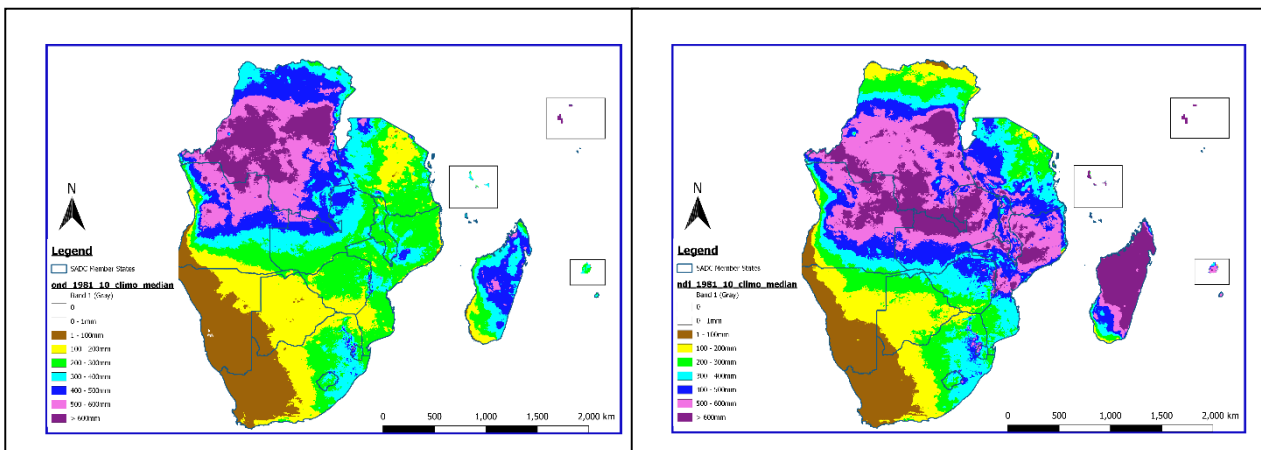 N
Legend
SADC Member States
ond_1981_10_climo_median
Band 1 (Gray)
0
0 - 1mm
1 - 100mm
100 - 200mm
200 - 300mm
300 - 400mm
400 - 500mm
500 - 600mm
> 600mm
0 500 1,000 1,500 2,000 km
N
Legend
SADC Member States
ndj_1981_10_climo_median
Band 1 (Gray)
0
0 - 1mm
1 - 100mm
100 - 200mm
200 - 300mm
300 - 400mm
400 - 500mm
500 - 600mm
> 600mm
0 500 1,000 1,500 2,000 km